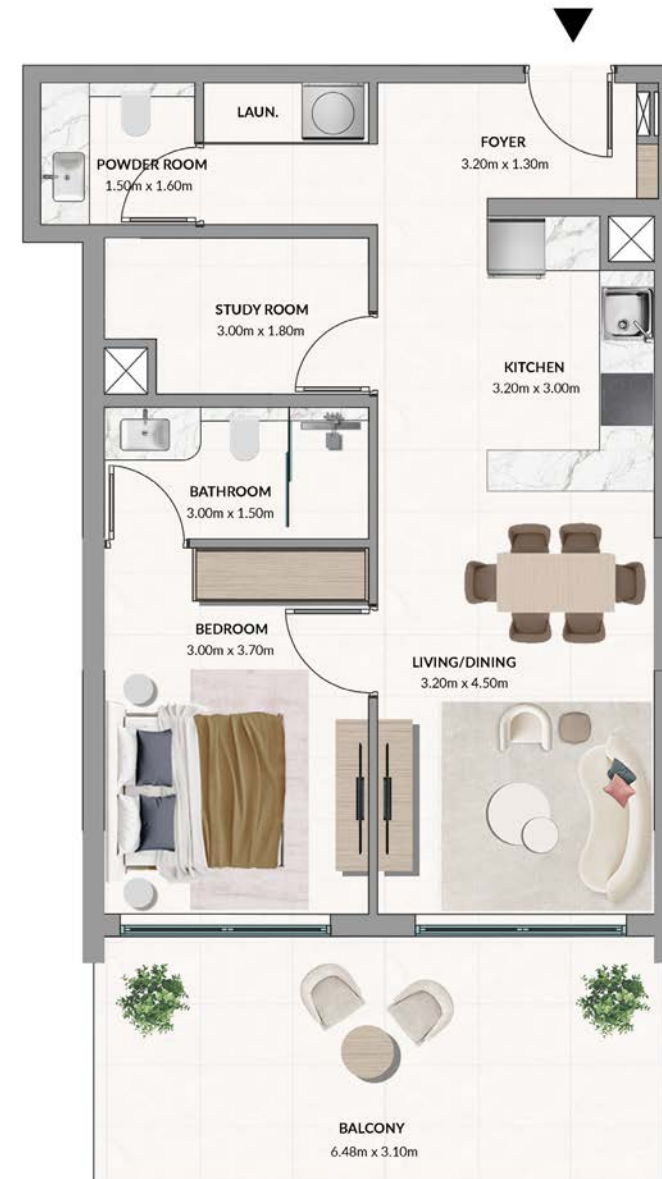 LAUN.
FOYER
3.20m x 1.30m
POWDER ROOM
1.50m x 1.60m
STUDY ROOM
3.00m x 1.80m
KITCHEN
3.20m x 3.00m
BATHROOM
3.00m x 1.50m
BEDROOM
3.00m x 3.70m
LIVING/DINING
3.20m x 4.50m
BALCONY
6.48m x 3.10m